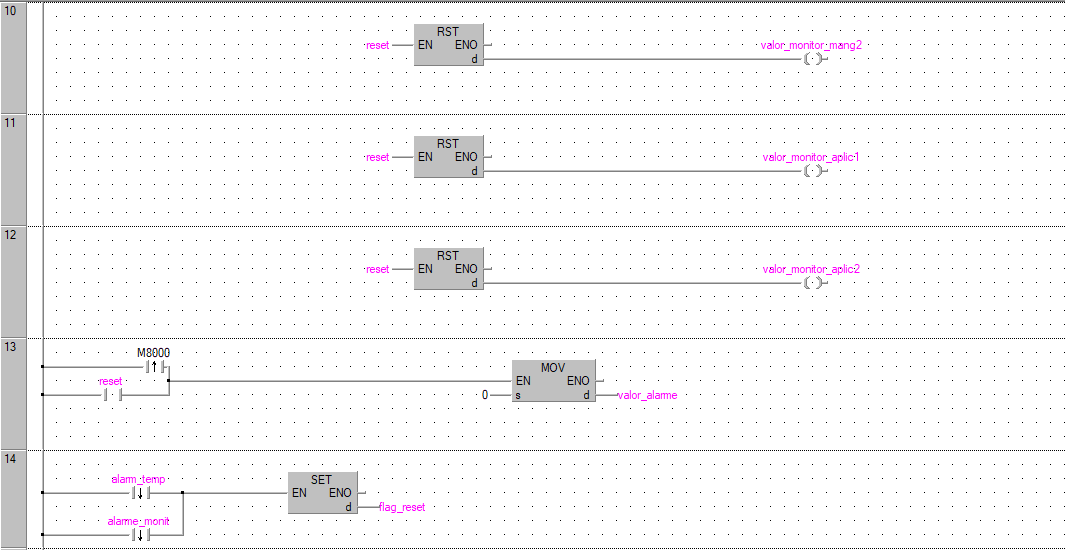 10
RST
reset EN ENO valor_monitor_mang2
d
11
RST
reset EN ENO valor_monitor_aplic1
d
12
RST
reset EN ENO valor_monitor_aplic2
d
13
M8000
MOV
reset EN ENO
0 s d valor_alarme
14
alarm_temp SET
EN ENO
d flag_reset
alarme_monit